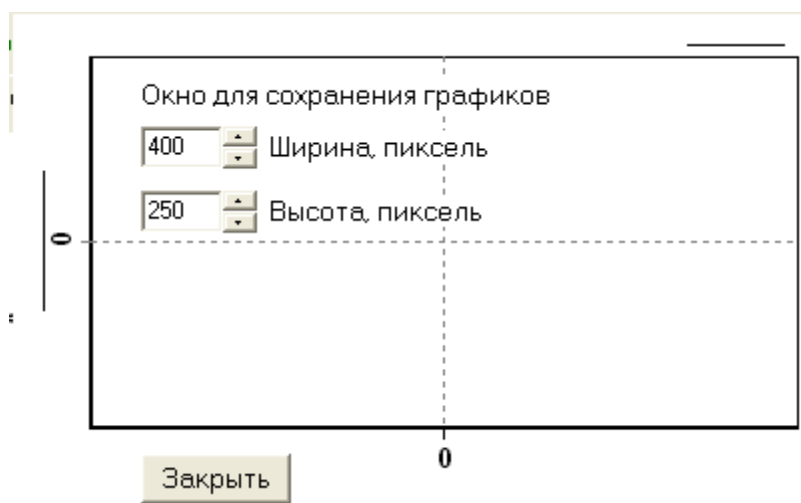 Окно для сохранения графиков
400 Ширина, пиксель
250 Высота, пиксель
0
0
Закрыть